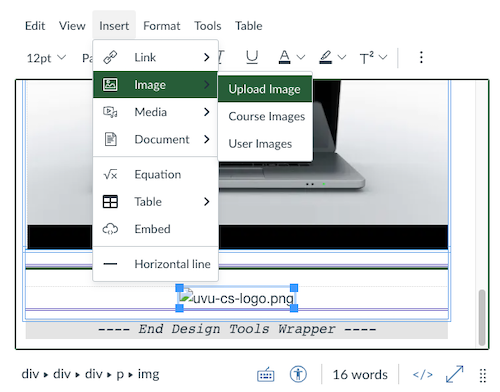 Edit View Insert Format Tools Table
12pt
Link
Image
Upload Image
Media
Course Images
Document
User Images
Equation
Table
Embed
Horizontal line
uvu-cs-logo.png
---- End Design Tools Wrapper ----
div ▸ div ▸ div ▸ p ▸ img
16 words
</>